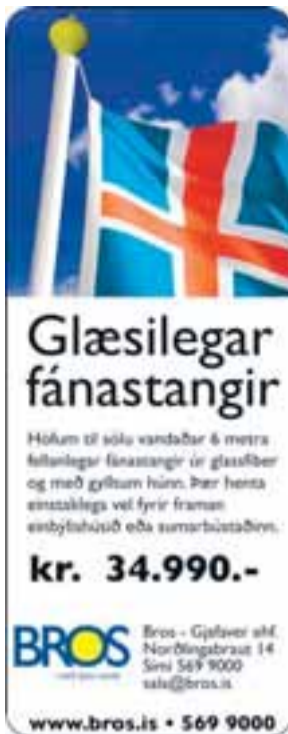 Glæsilegar
fánastangir
Höfum til sölu vandaðar 6 metra
fellanlegar fánastangir úr glassfiber
og með gylltum húnn. Þær henta
einstaklega vel fyrir framan
einbýlishúsið eða sumarbústaðinn.
kr. 34.990.-
BROS
Bros - Gjafaver ehf.
Norðlingabraut 14
Sími 569 9000
sala@bros.is
www.bros.is • 569 9000